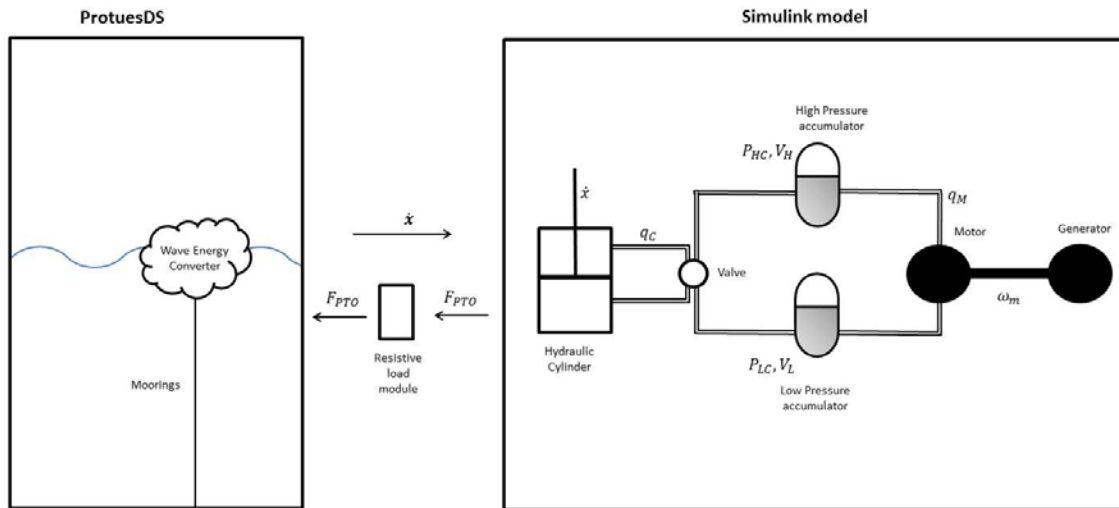 ProtuesDS
Simulink model
Wave Energy
Converter
Moorings
ẋ
F_PTO
F_PTO
Resistive
load
module
ẋ
Hydraulic
Cylinder
q_C
Valve
High Pressure
accumulator
P_HC, V_H
P_LC, V_L
Low Pressure
accumulator
q_M
Motor
ω_m
Generator